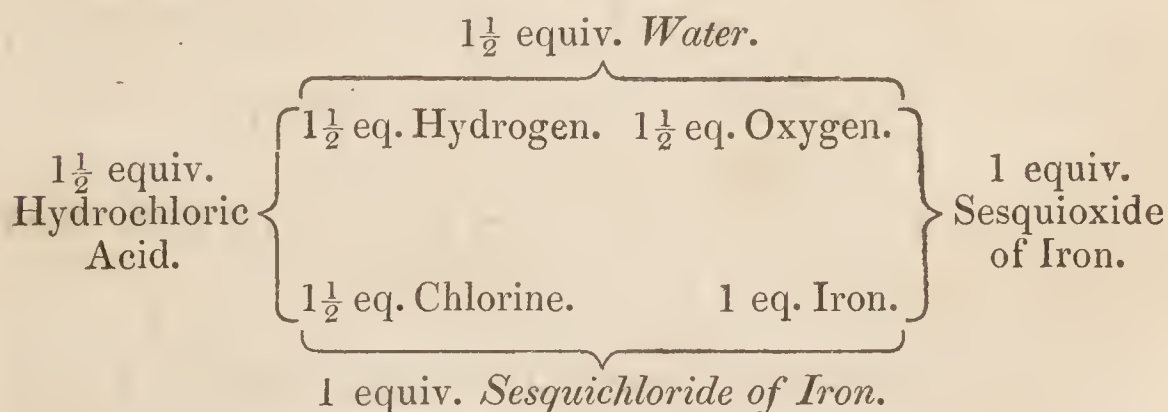 1½ equiv. Water.
1½ eq. Hydrogen. 1½ eq. Oxygen.
1½ equiv.
Hydrochloric
Acid.
1 equiv.
Sesquioxide
of Iron.
1½ eq. Chlorine. 1 eq. Iron.
1 equiv. Sesquichloride of Iron.